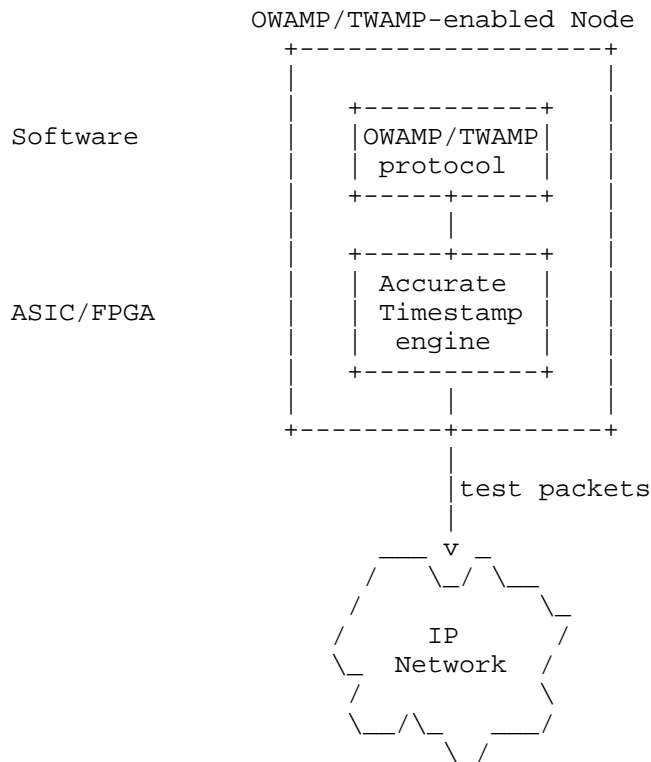 OWAMP/TWAMP-enabled Node
Software
OWAMP/TWAMP
protocol
ASIC/FPGA
Accurate
Timestamp
engine
test packets
IP
Network